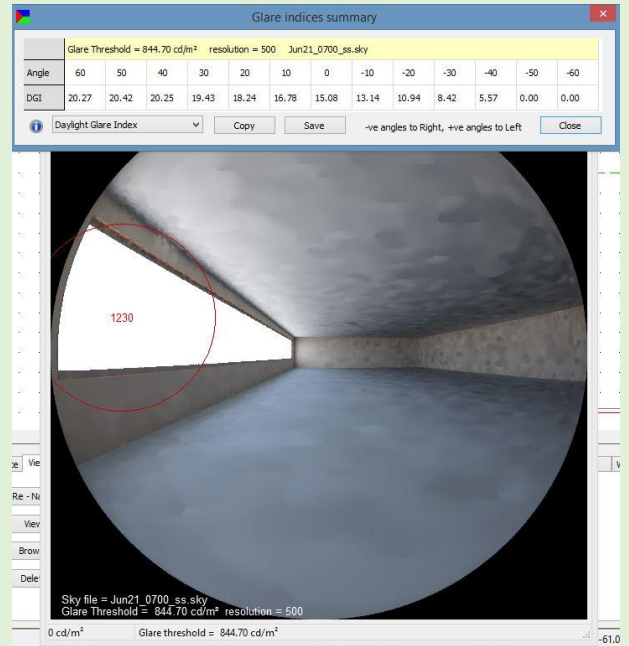 Glare indices summary
Glare Threshold = 844.70 cd/m² resolution = 500 Jun21_0700_ss.sky
Angle 60 50 40 30 20 10 0 -10 -20 -30 -40 -50 -60
DGI 20.27 20.42 20.25 19.43 18.24 16.78 15.08 13.14 10.94 8.42 5.57 0.00 0.00
Daylight Glare Index Copy Save -ve angles to Right, +ve angles to Left Close
1230
Vie
Re - Na
View
Brow
Dele
Sky file = Jun21_0700_ss.sky
Glare Threshold = 844.70 cd/m² resolution = 500
0 cd/m² Glare threshold = 844.70 cd/m²
-61.0